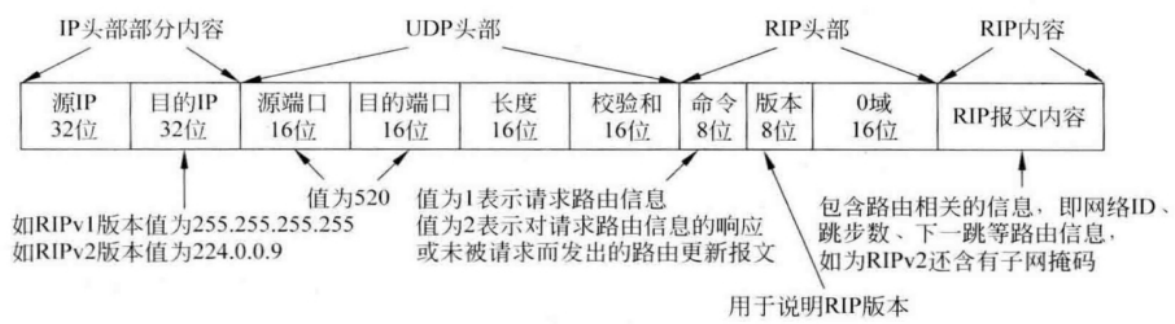 IP头部部分内容
UDP头部
RIP头部
RIP内容
源IP
32位
目的IP
32位
源端口
16位
目的端口
16位
长度
16位
校验和
16位
命令
8位
版本
8位
0域
16位
RIP报文内容
如RIPv1版本值为255.255.255.255
如RIPv2版本值为224.0.0.9
值为520
值为1表示请求路由信息
值为2表示对请求路由信息的响应
或未被请求而发出的路由更新报文
用于说明RIP版本
包含路由相关的信息，即网络ID、
跳步数、下一跳等路由信息，
如为RIPv2还含有子网掩码